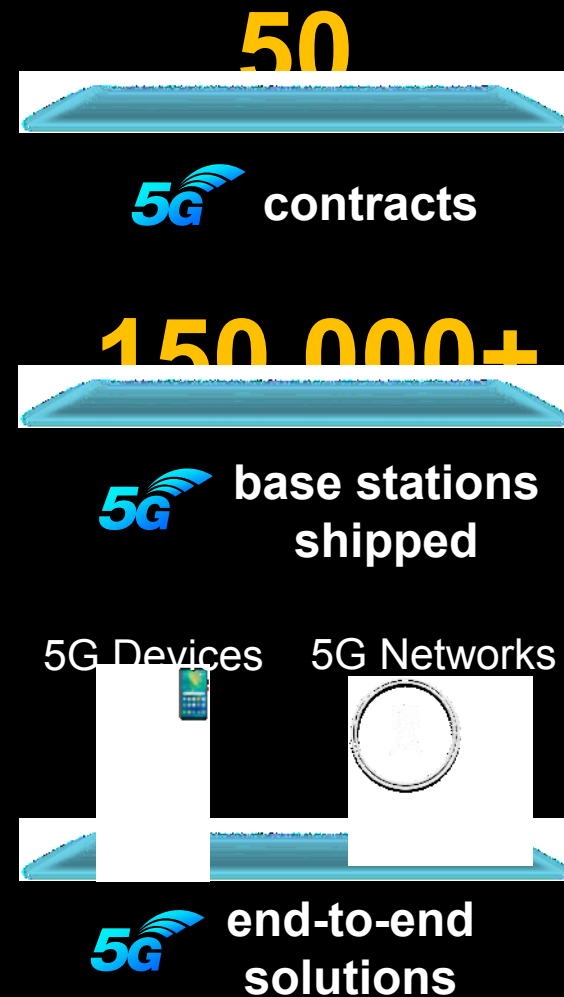 50
5G contracts
150,000+
5G base stations
shipped
5G Devices 5G Networks
5G end-to-end
solutions